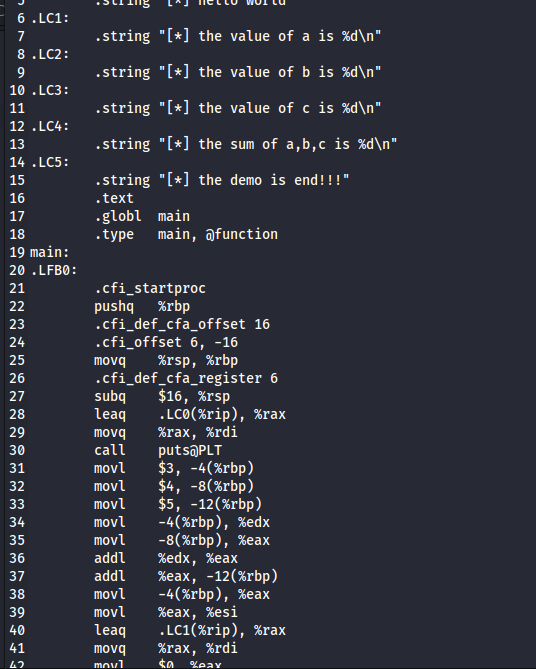 5 .string "[*] hello world"
6 .LC1:
7 .string "[*] the value of a is %d\n"
8 .LC2:
9 .string "[*] the value of b is %d\n"
10 .LC3:
11 .string "[*] the value of c is %d\n"
12 .LC4:
13 .string "[*] the sum of a,b,c is %d\n"
14 .LC5:
15 .string "[*] the demo is end!!!"
16 .text
17 .globl main
18 .type main, @function
19 main:
20 .LFB0:
21 .cfi_startproc
22 pushq %rbp
23 .cfi_def_cfa_offset 16
24 .cfi_offset 6, -16
25 movq %rsp, %rbp
26 .cfi_def_cfa_register 6
27 subq $16, %rsp
28 leaq .LC0(%rip), %rax
29 movq %rax, %rdi
30 call puts@PLT
31 movl $3, -4(%rbp)
32 movl $4, -8(%rbp)
33 movl $5, -12(%rbp)
34 movl -4(%rbp), %edx
35 movl -8(%rbp), %eax
36 addl %edx, %eax
37 addl %eax, -12(%rbp)
38 movl -4(%rbp), %eax
39 movl %eax, %esi
40 leaq .LC1(%rip), %rax
41 movq %rax, %rdi
42 movl $0, %eax